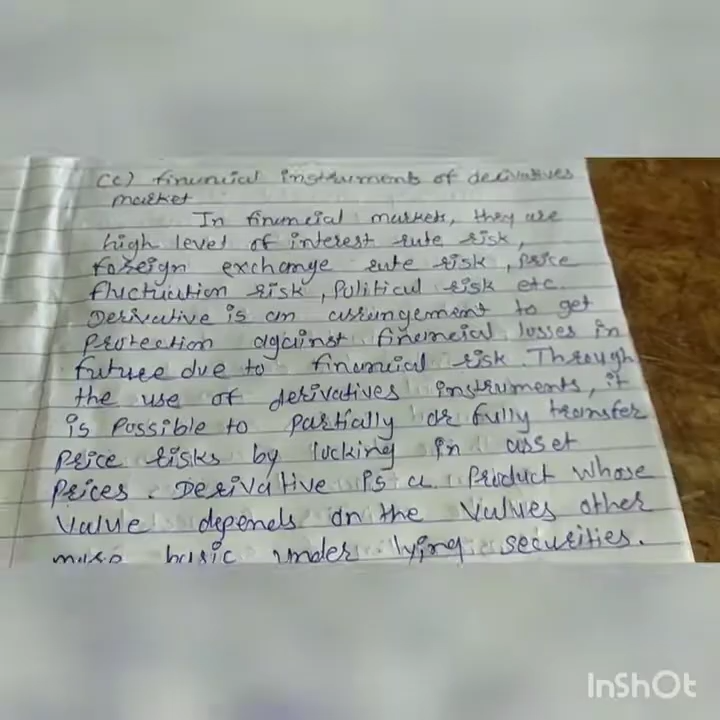 (c) financial instruments of derivatives
market
In financial markets, they are
high level of interest rate risk,
foreign exchange rate risk, price
fluctuation risk, Political risk etc.
Derivative is an arrangement to get
Protection against financial losses in
future due to financial risk. Through
the use of derivatives instruments, it
is Possible to partially or fully transfer
Price risks by locking in asset
Prices. Derivative is a Product whose
value depends on the values other
more basic under lying securities.
InShOt